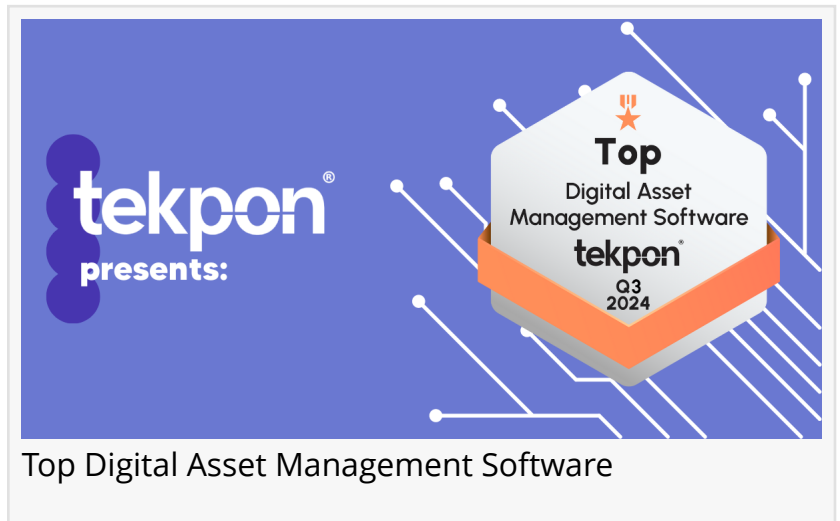 tekpon®
presents:
Top
Digital Asset
Management Software
tekpon®
Q3
2024
Top Digital Asset Management Software